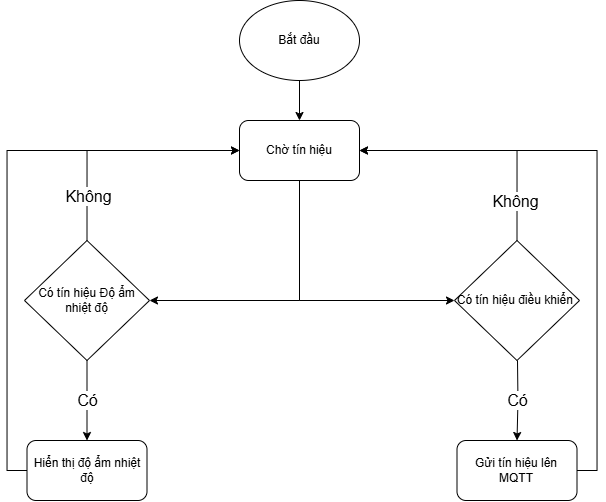 Bắt đầu
Chờ tín hiệu
Không
Không
Có tín hiệu Độ ẩm
nhiệt độ
Có tín hiệu điều khiển
Có
Có
Hiển thị độ ẩm nhiệt
độ
Gửi tín hiệu lên
MQTT